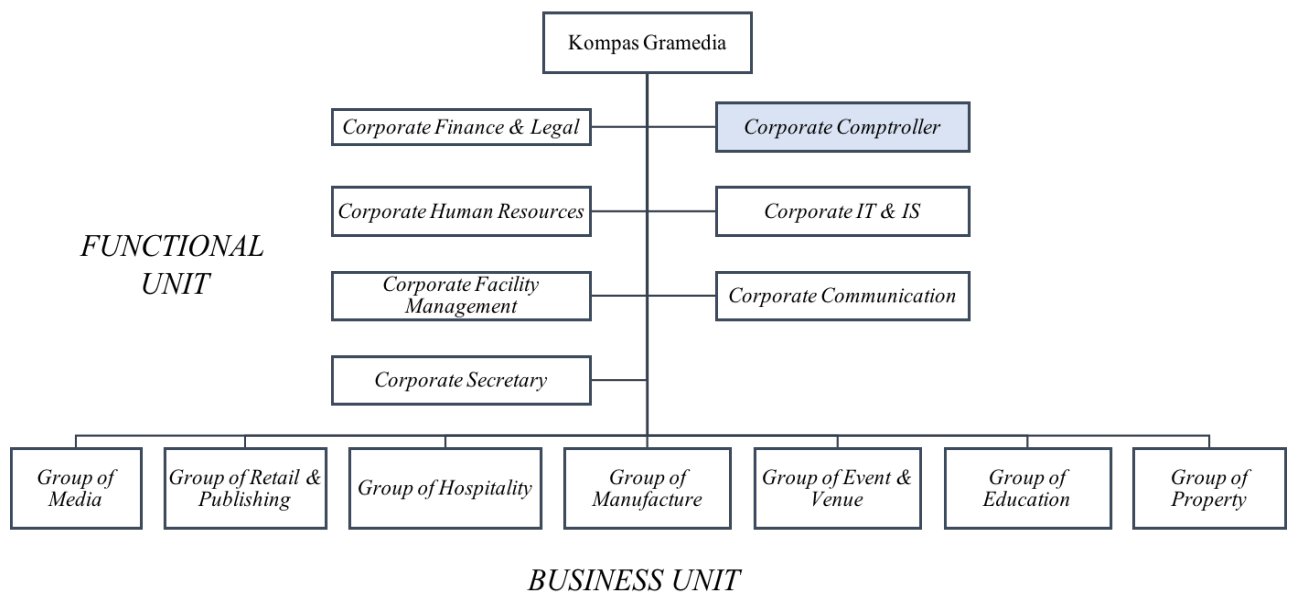 Kompas Gramedia
Corporate Finance & Legal
Corporate Comptroller
Corporate Human Resources
Corporate IT & IS
FUNCTIONAL
UNIT
Corporate Facility
Management
Corporate Communication
Corporate Secretary
Group of
Media
Group of Retail &
Publishing
Group of Hospitality
Group of
Manufacture
Group of Event &
Venue
Group of
Education
Group of
Property
BUSINESS UNIT